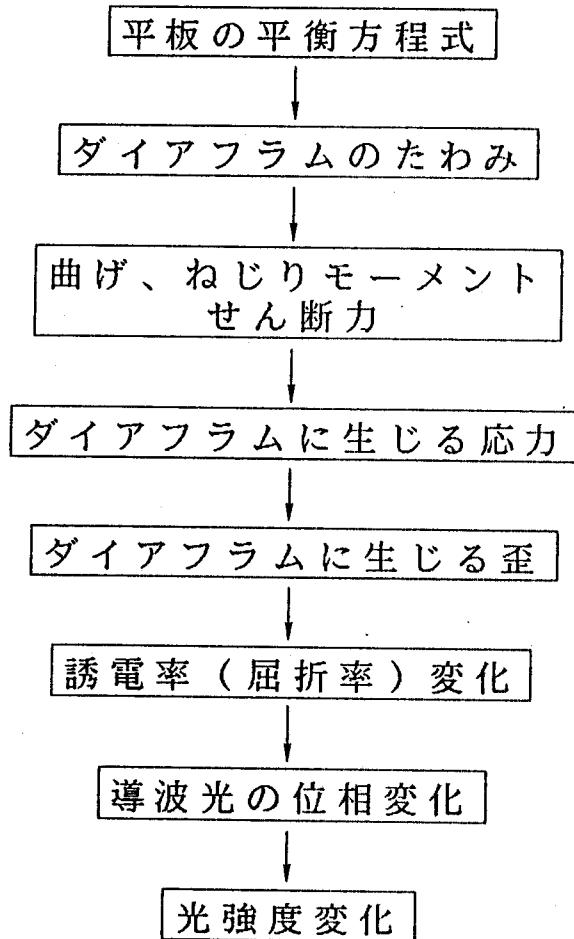 平板の平衡方程式
ダイアフラムのたわみ
曲げ、ねじりモーメント
せん断力
ダイアフラムに生じる応力
ダイアフラムに生じる歪
誘電率(屈折率)変化
導波光の位相変化
光強度変化